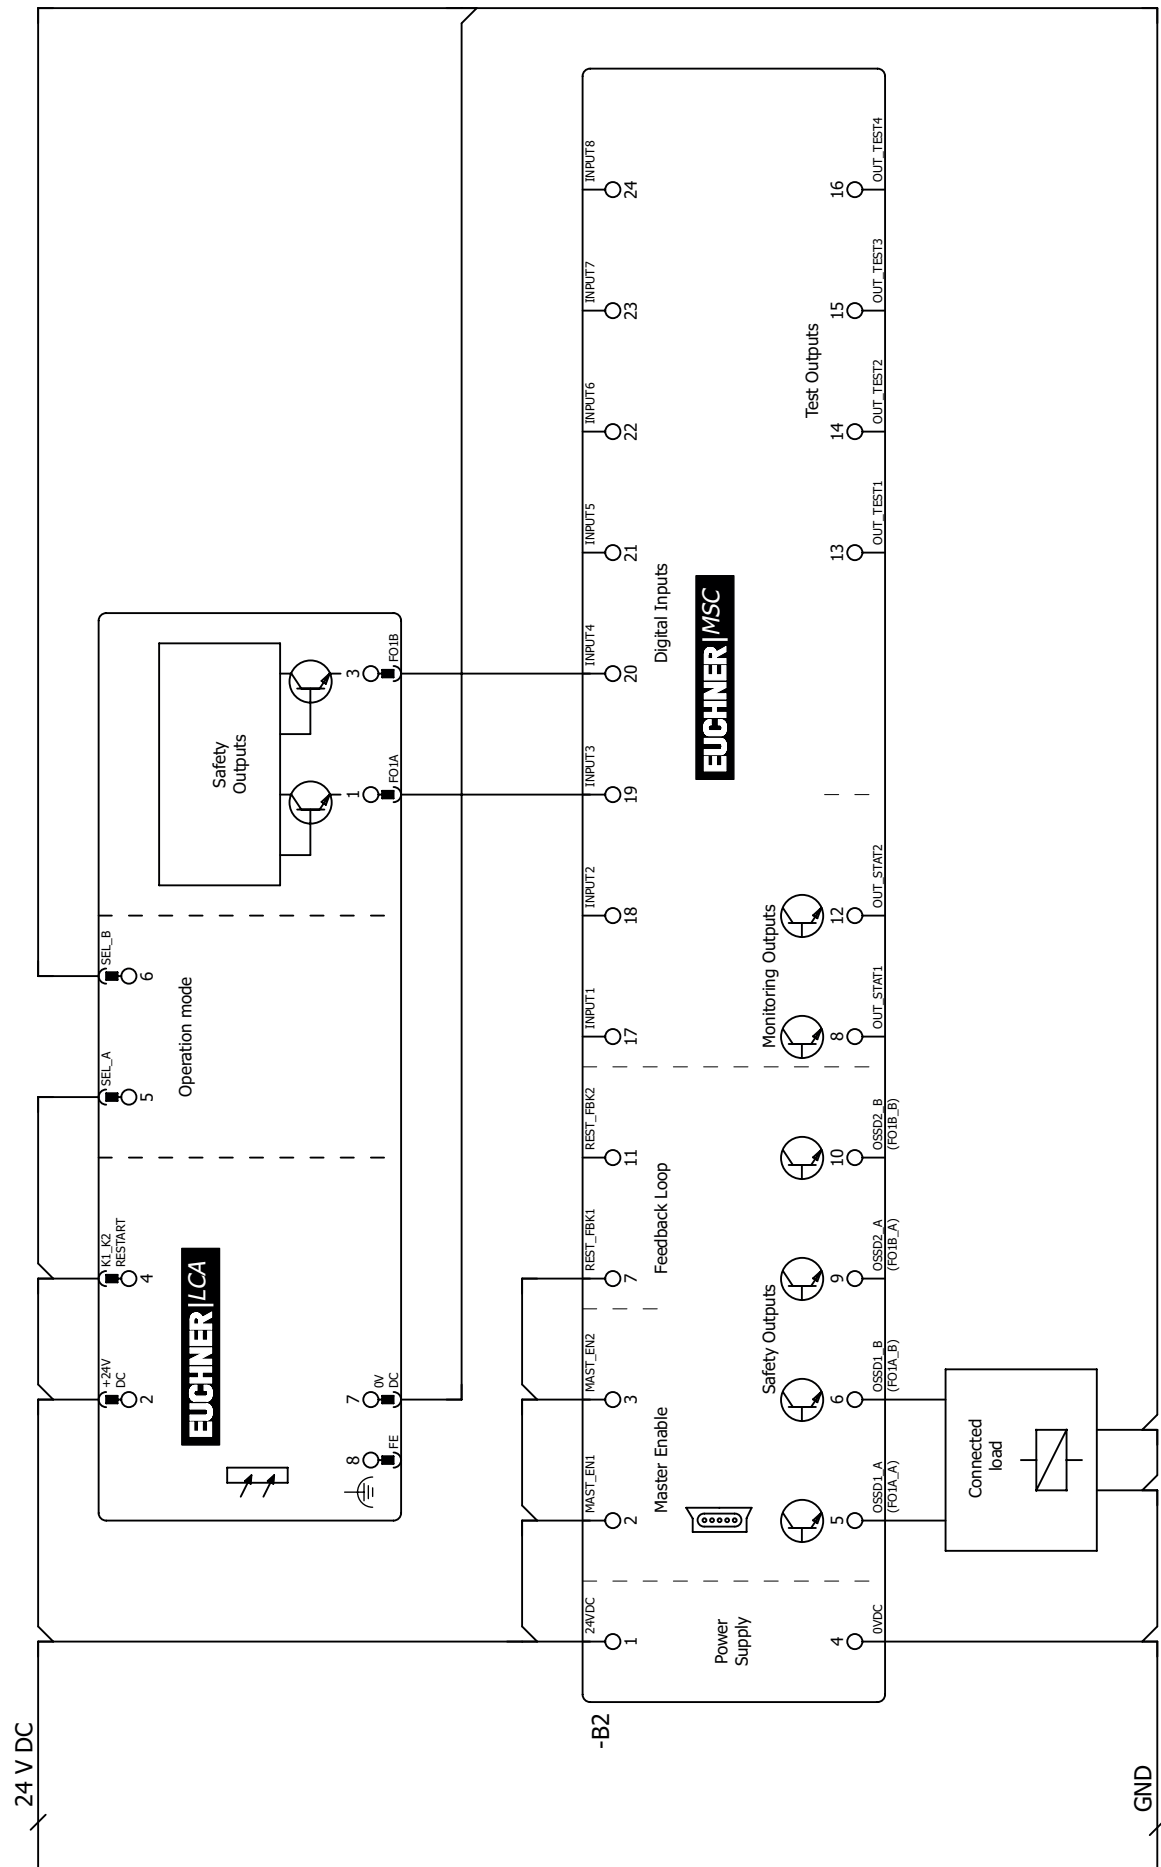 24 V DC
GND
-B2
EUCHNER|LCA
+24V
DC
2
K1_K2
RESTART
4
SEL_A
5
SEL_B
6
Operation mode
Safety
Outputs
8
FE
7
0V
DC
1
FO1A
3
FO1B
EUCHNER|MSC
24VDC
1
MAST_EN1
2
MAST_EN2
3
REST_FBK1
7
REST_FBK2
11
INPUT1
17
INPUT2
18
INPUT3
19
INPUT4
20
INPUT5
21
INPUT6
22
INPUT7
23
INPUT8
24
Power
Supply
Master Enable
Feedback Loop
Digital Inputs
Safety Outputs
Monitoring Outputs
Test Outputs
4
0VDC
5
OSSD1_A
(FO1A_A)
6
OSSD1_B
(FO1A_B)
9
OSSD2_A
(FO1B_A)
10
OSSD2_B
(FO1B_B)
8
OUT_STAT1
12
OUT_STAT2
13
OUT_TEST1
14
OUT_TEST2
15
OUT_TEST3
16
OUT_TEST4
Connected
load